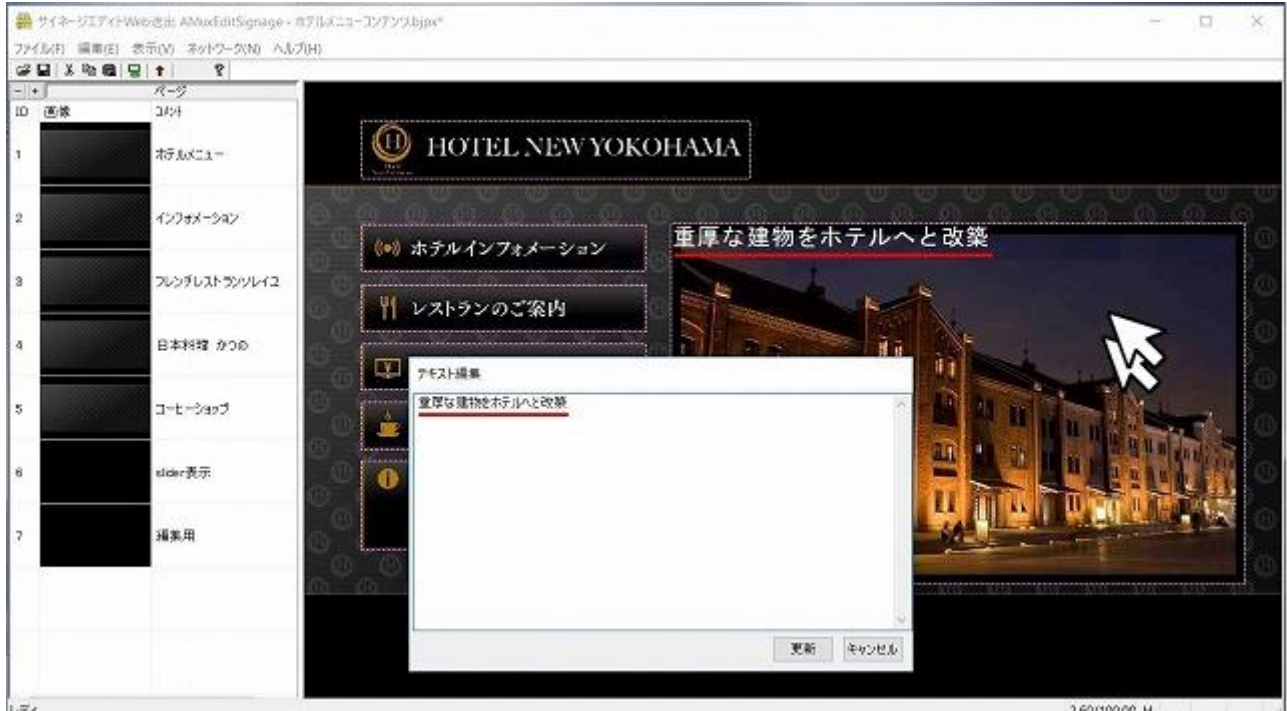 サイネージエディトWeb送出 AMuxEditSignage - ホテルメニューコンテンツ.bjpx*
ファイル(F) 編集(E) 表示(V) ネットワーク(N) ヘルプ(H)
- + ページ
ID 画像 コメント
1 ホテルメニュー
2 インフォメーション
3 フレンチレストランソレイユ
4 日本料理 かつの
5 コーヒーショップ
6 slider表示
7 編集用
HOTEL NEW YOKOHAMA
ホテルインフォメーション
レストランのご案内
重厚な建物をホテルへと改築
テキスト編集
重厚な建物をホテルへと改築
更新 キャンセル
レディ